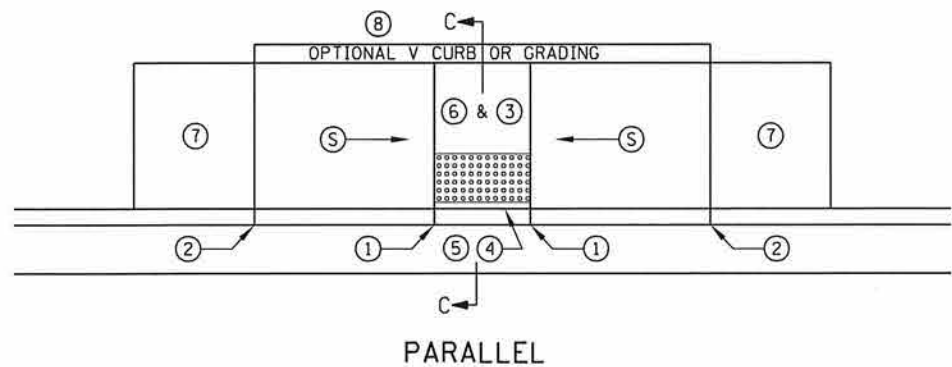 ⑧
C
OPTIONAL V CURB OR GRADING
⑥ & ③
⑦ Ⓢ Ⓢ ⑦
② ① ⑤ ④ ① ②
C
PARALLEL